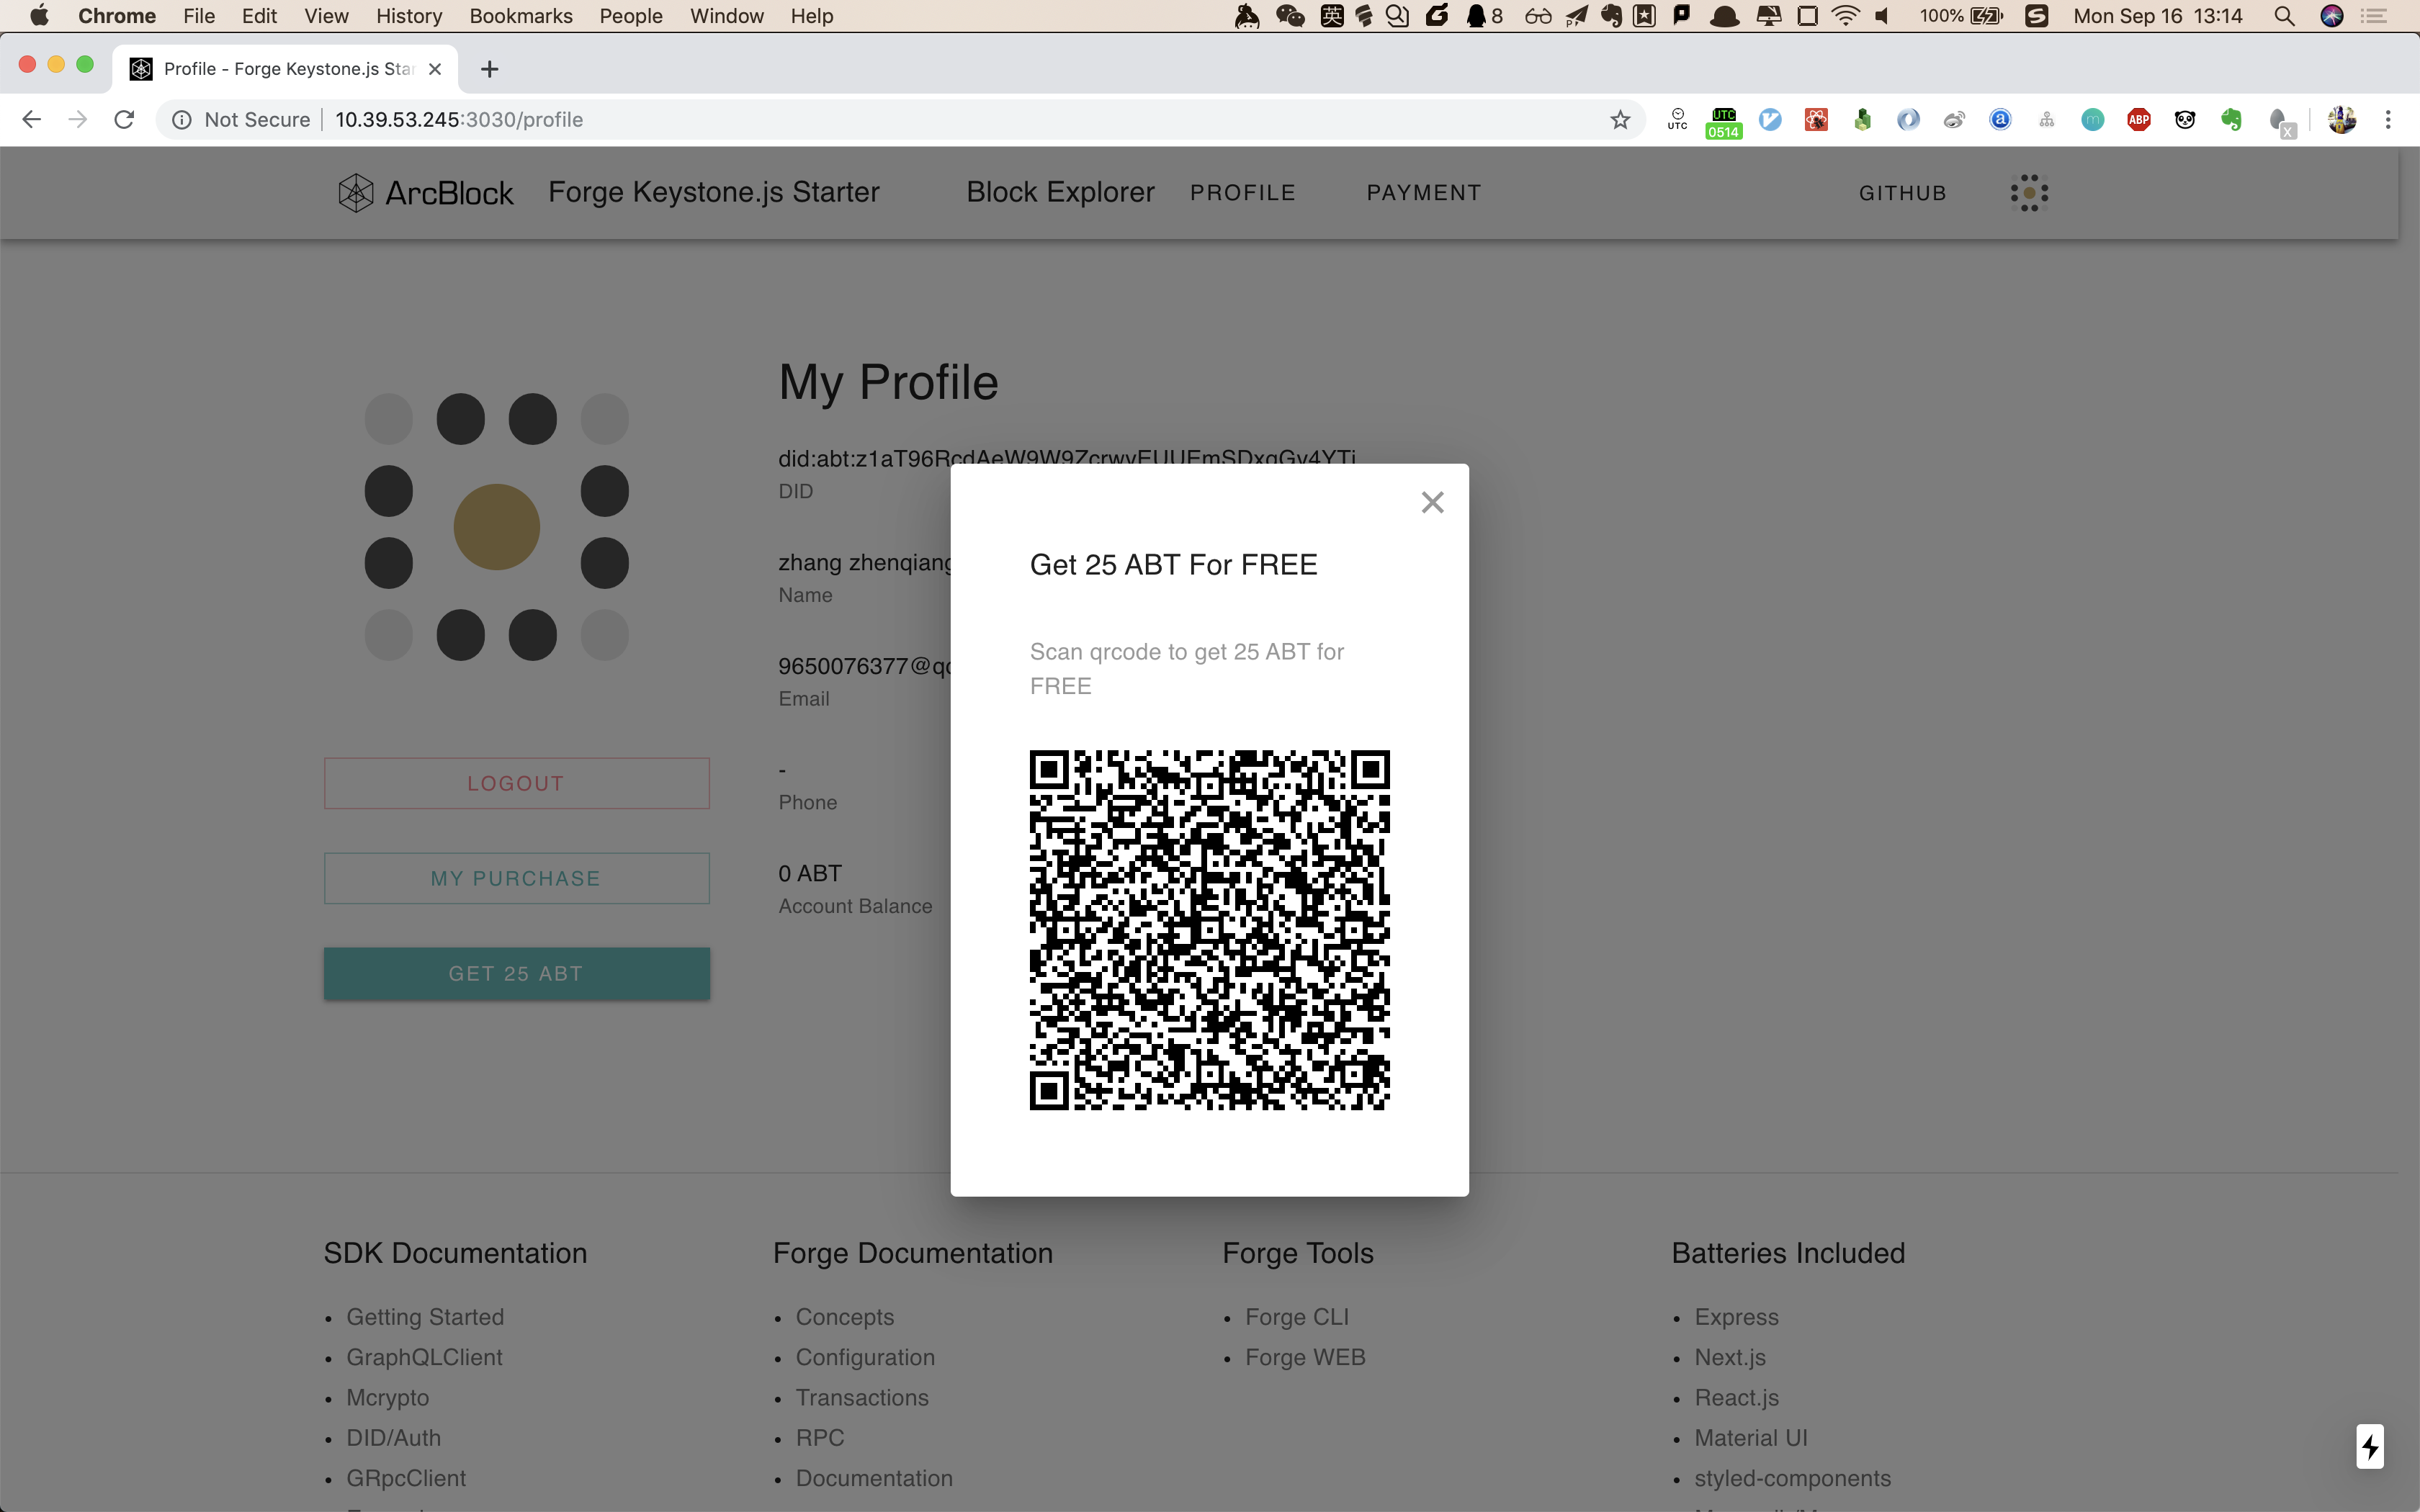 Chrome File Edit View History Bookmarks People Window Help 英 8 100% Mon Sep 16 13:14
Profile - Forge Keystone.js Star
Not Secure 10.39.53.245:3030/profile UTC UTC 0514 ABP
ArcBlock Forge Keystone.js Starter Block Explorer PROFILE PAYMENT GITHUB
My Profile
DID
zhang zhenqiang
Name
9650076377@qq
Email
-
Phone
0 ABT
Account Balance
LOGOUT
MY PURCHASE
GET 25 ABT
Get 25 ABT For FREE
Scan qrcode to get 25 ABT for
FREE
SDK Documentation
Getting Started
GraphQLClient
Mcrypto
DID/Auth
GRpcClient
Forge Documentation
Concepts
Configuration
Transactions
RPC
Documentation
Forge Tools
Forge CLI
Forge WEB
Batteries Included
Express
Next.js
React.js
Material UI
styled-components